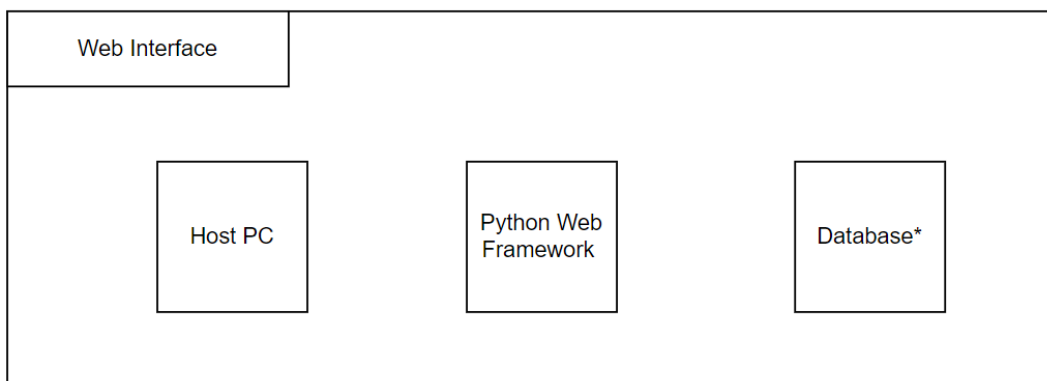 Web Interface
Host PC
Python Web
Framework
Database*